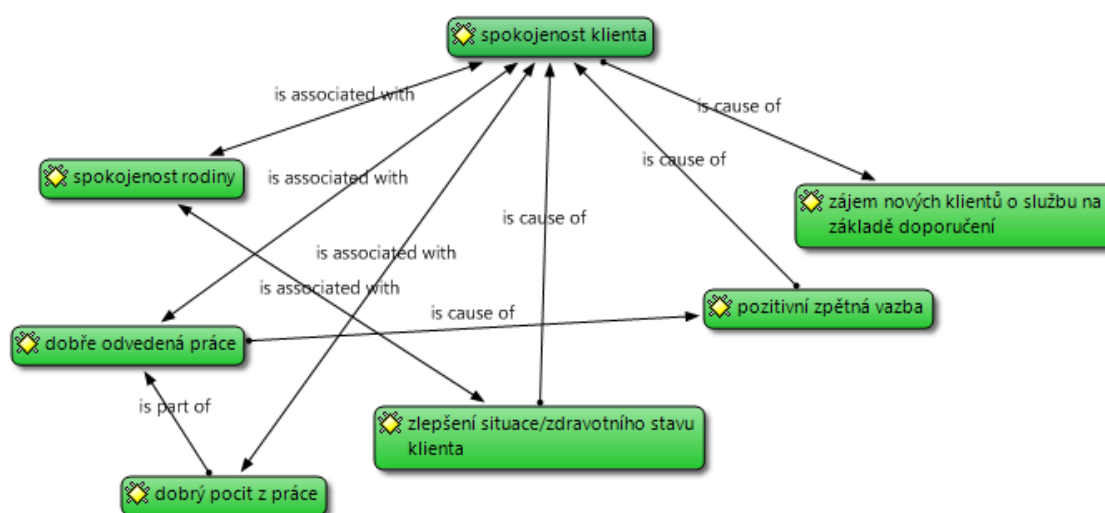 spokojenost klienta
is associated with
is cause of
is cause of
spokojenost rodiny
is associated with
zájem nových klientů o službu na
základě doporučení
is cause of
is associated with
is associated with
pozitivní zpětná vazba
is cause of
dobře odvedená práce
is part of
zlepšení situace/zdravotního stavu
klienta
dobrý pocit z práce